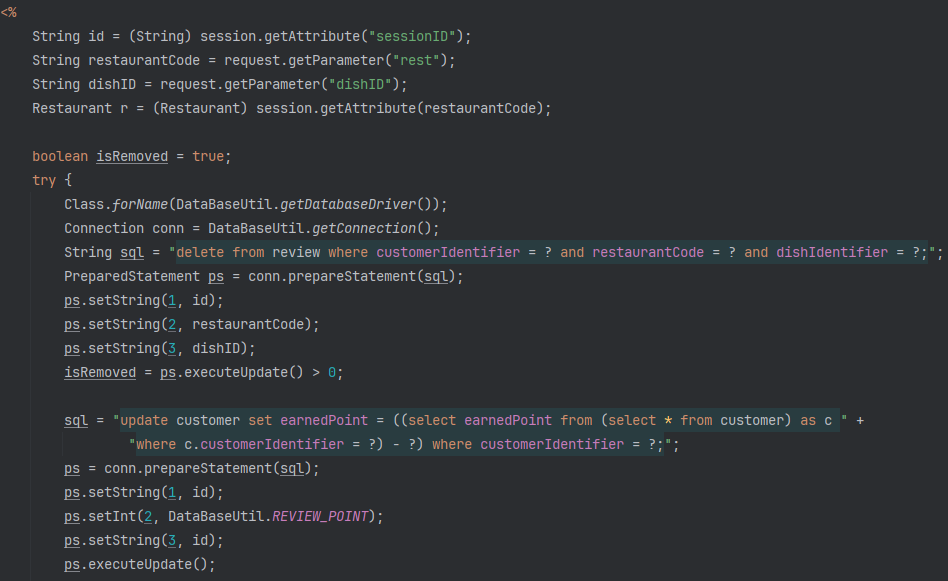 <%
String id = (String) session.getAttribute("sessionID");
String restaurantCode = request.getParameter("rest");
String dishID = request.getParameter("dishID");
Restaurant r = (Restaurant) session.getAttribute(restaurantCode);
boolean isRemoved = true;
try {
Class.forName(DataBaseUtil.getDatabaseDriver());
Connection conn = DataBaseUtil.getConnection();
String sql = "delete from review where customerIdentifier = ? and restaurantCode = ? and dishIdentifier = ?;";
PreparedStatement ps = conn.prepareStatement(sql);
ps.setString(1, id);
ps.setString(2, restaurantCode);
ps.setString(3, dishID);
isRemoved = ps.executeUpdate() > 0;
sql = "update customer set earnedPoint = ((select earnedPoint from (select * from customer) as c " +
"where c.customerIdentifier = ?) - ?) where customerIdentifier = ?;";
ps = conn.prepareStatement(sql);
ps.setString(1, id);
ps.setInt(2, DataBaseUtil.REVIEW_POINT);
ps.setString(3, id);
ps.executeUpdate();